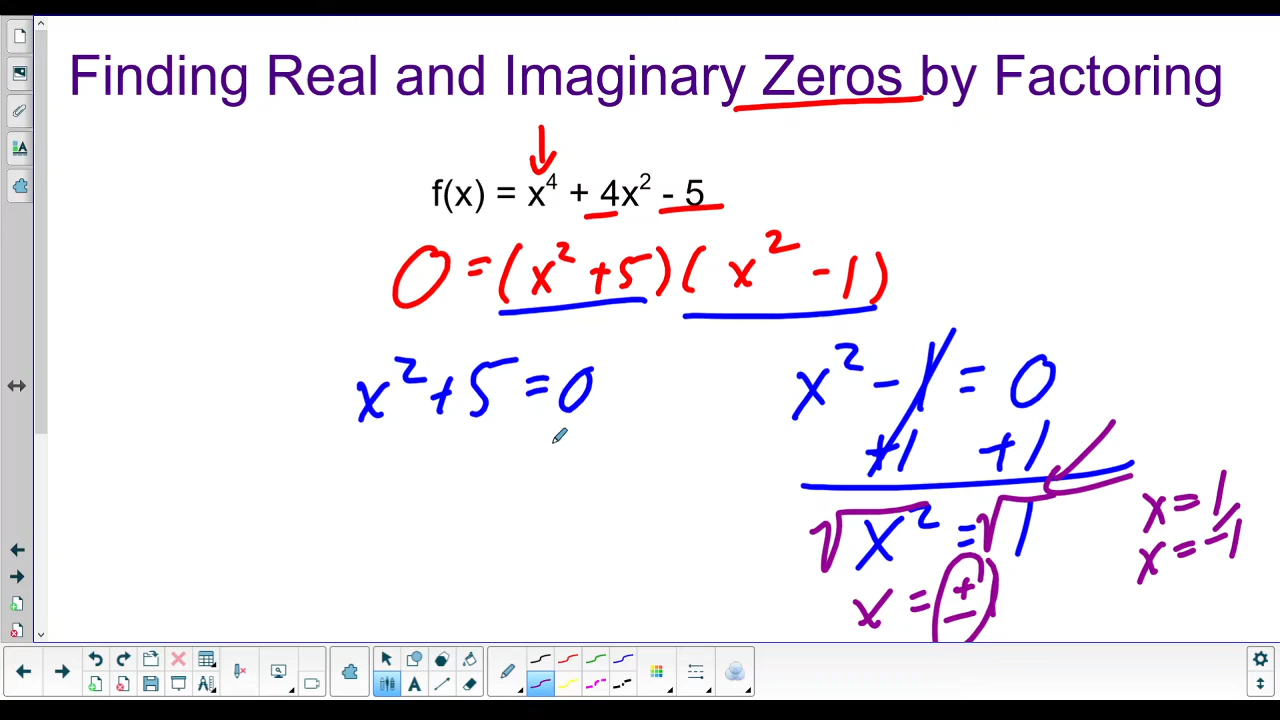 Finding Real and Imaginary Zeros by Factoring
f(x) = x⁴ + 4x² - 5
0 = (x² + 5)(x² - 1)
x² + 5 = 0
x² - 1 = 0
+1 +1
√x² = √1
x = ±1
x = 1
x = -1